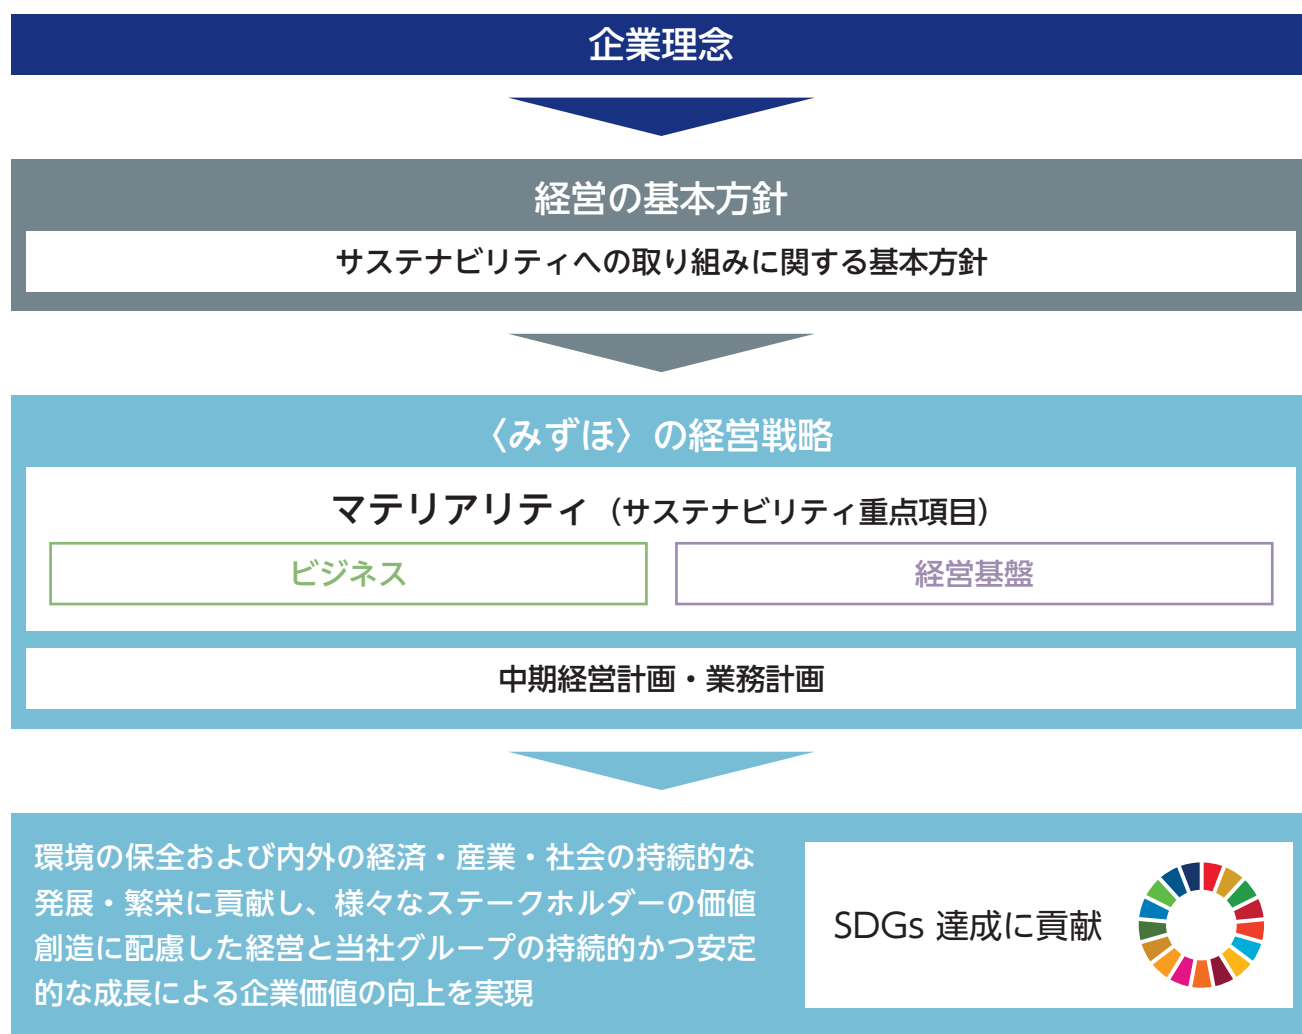 企業理念
経営の基本方針
サステナビリティへの取り組みに関する基本方針
〈みずほ〉の経営戦略
マテリアリティ（サステナビリティ重点項目）
ビジネス
経営基盤
中期経営計画・業務計画
環境の保全および内外の経済・産業・社会の持続的な
発展・繁栄に貢献し、様々なステークホルダーの価値
創造に配慮した経営と当社グループの持続的かつ安定
的な成長による企業価値の向上を実現
SDGs 達成に貢献